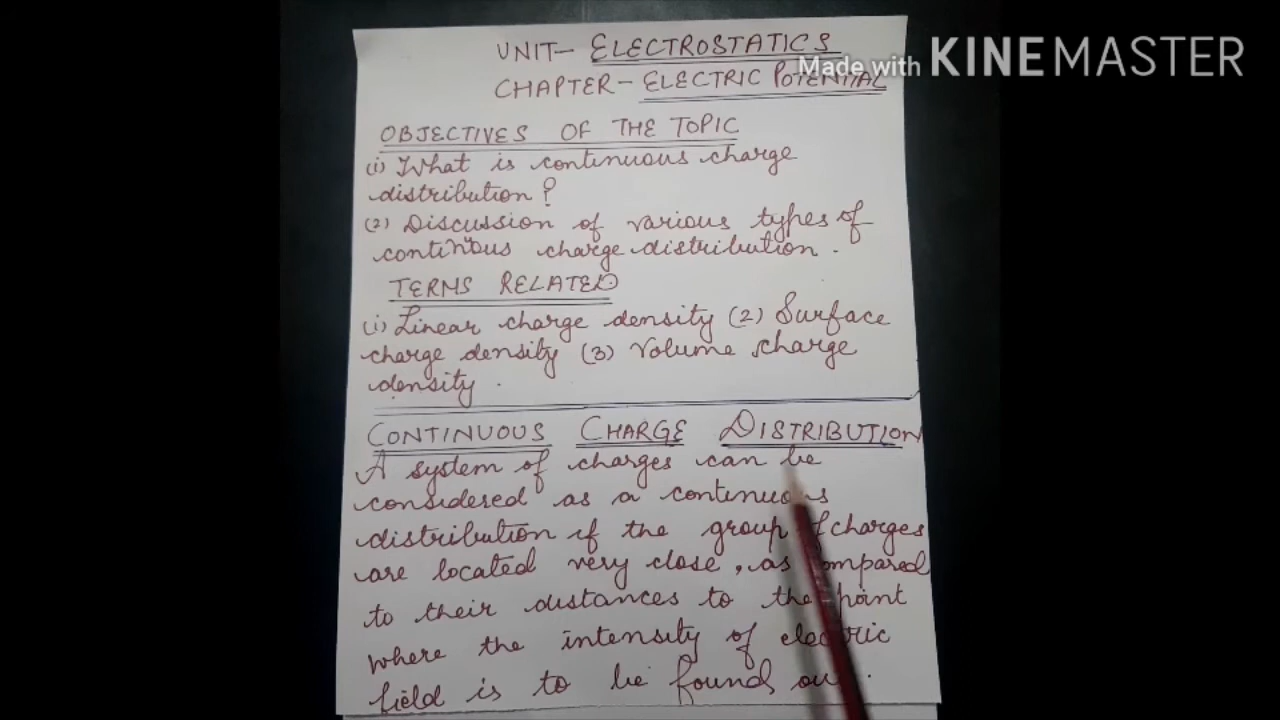 UNIT- ELECTROSTATICS
Made with KINEMASTER
CHAPTER- ELECTRIC POTENTIAL
OBJECTIVES OF THE TOPIC
(i) What is continuous charge
distribution?
(2) Discussion of various types of
continuous charge distribution.
TERMS RELATED
(i) Linear charge density (2) Surface
charge density (3) Volume charge
density.
CONTINUOUS CHARGE DISTRIBUTION
A system of charges can be
considered as a continuous
distribution if the group of charges
are located very close, as compared
to their distances to the point
where the intensity of electric
field is to be found out.